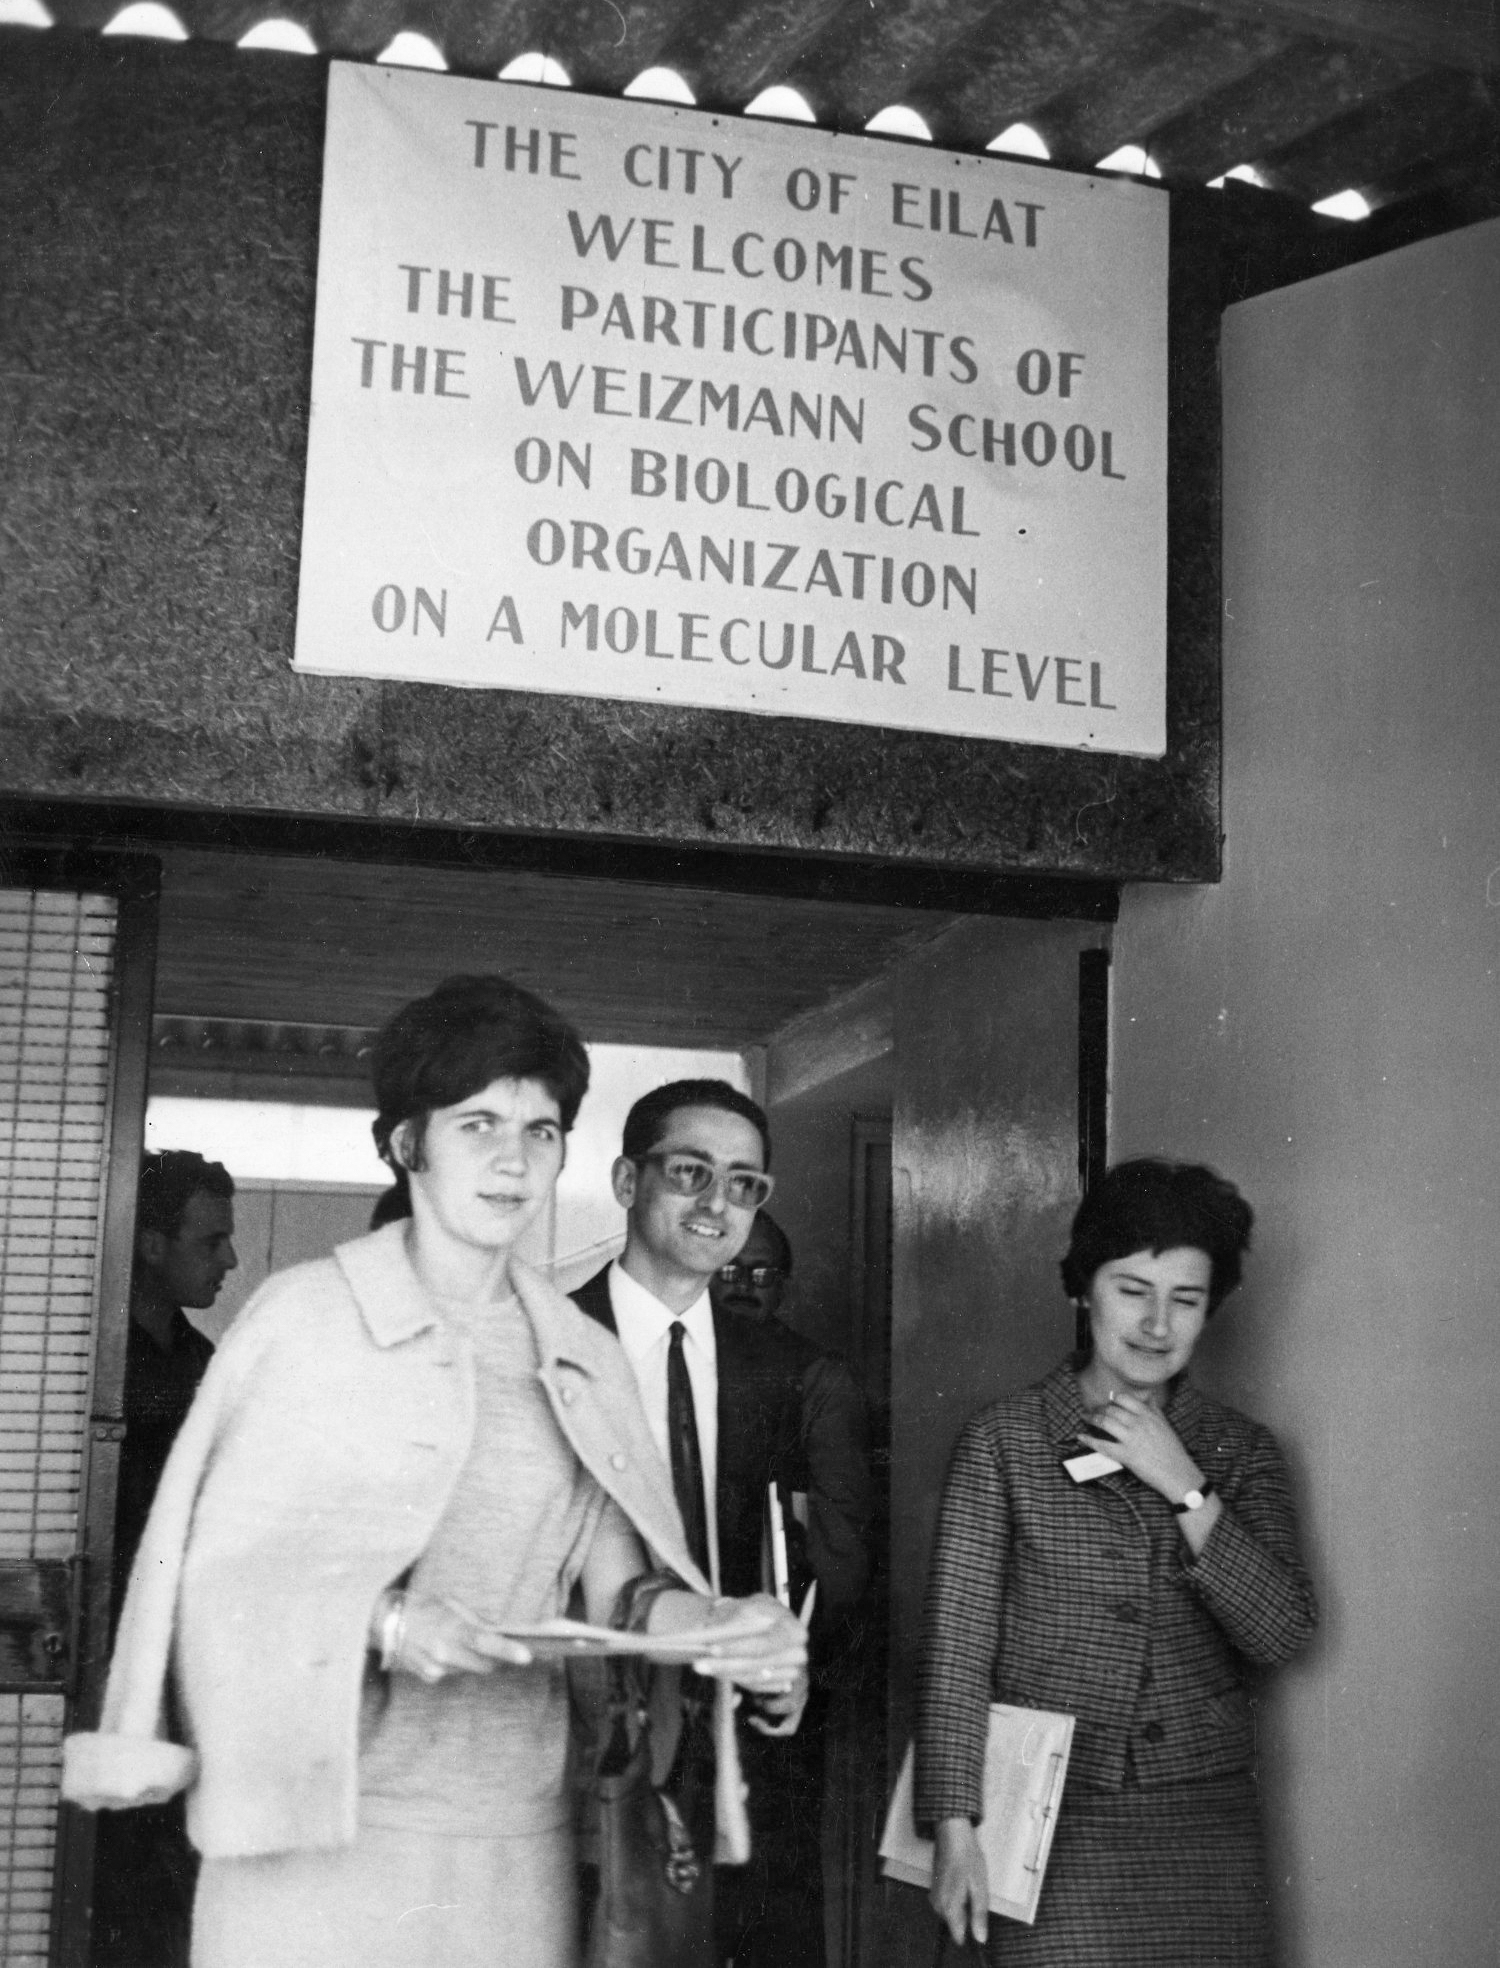 THE CITY OF EILAT
WELCOMES
THE PARTICIPANTS OF
THE WEIZMANN SCHOOL
ON BIOLOGICAL
ORGANIZATION
ON A MOLECULAR LEVEL